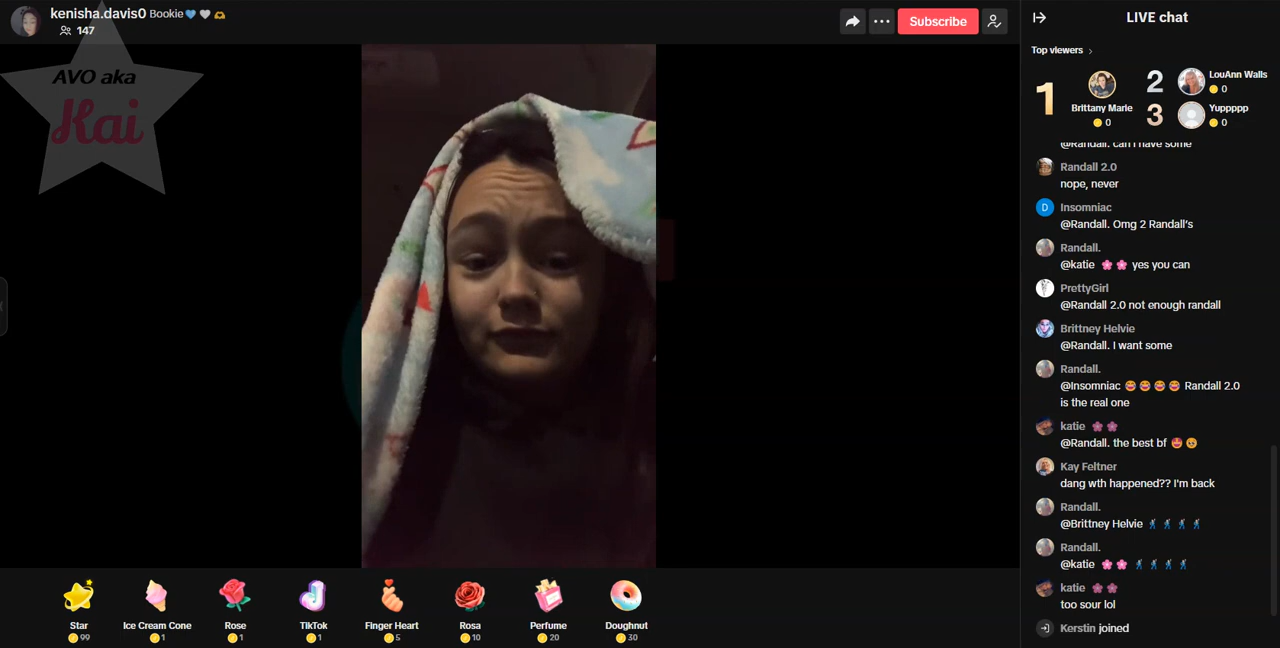 kenisha.davis0 Bookie💙🤍🫶
147
Subscribe
AVO aka
Kai
LIVE chat
Top viewers
1
Brittany Marie
0
2
LouAnn Walls
0
3
Yuppppp
0
@Randall. can I have some
Randall 2.0
nope, never
D
Insomniac
@Randall. Omg 2 Randall's
Randall.
@katie 🌸🌸 yes you can
PrettyGirl
@Randall 2.0 not enough randall
Brittney Helvie
@Randall. I want some
Randall.
@Insomniac 😂😂😂😂 Randall 2.0
is the real one
katie 🌸🌸
@Randall. the best bf 🤩🥹
Kay Feltner
dang wth happened?? I'm back
Randall.
@Brittney Helvie 🕺🕺🕺🕺
Randall.
@katie 🌸🌸 🕺🕺🕺🕺
katie 🌸🌸
too sour lol
Kerstin joined
Star
99
Ice Cream Cone
1
Rose
1
TikTok
1
Finger Heart
5
Rosa
10
Perfume
20
Doughnut
30